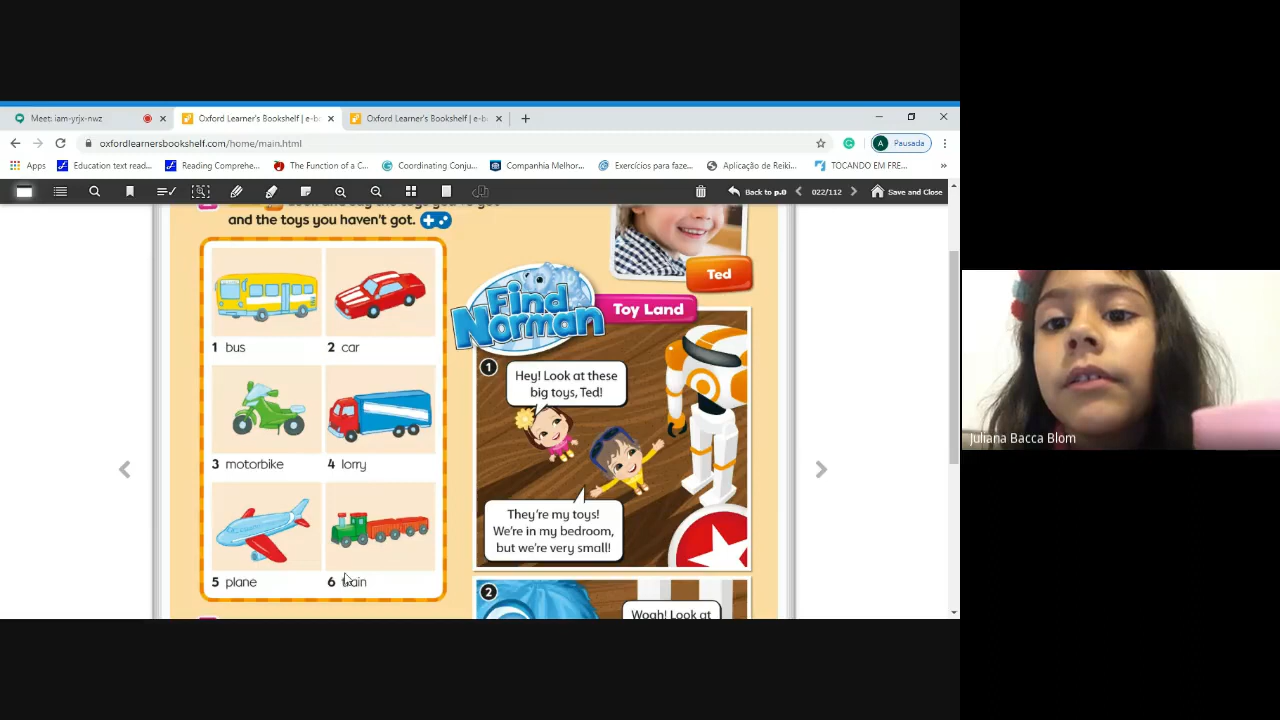 Meet: iam-yrjx-nwz
Oxford Learner's Bookshelf | e-b
Oxford Learner's Bookshelf | e-b
oxfordlearnersbookshelf.com/home/main.html
A Pausada
Apps
Education text read...
Reading Comprehe...
The Function of a C...
Coordinating Conju...
Companhia Melhor...
Exercícios para faze...
Aplicação de Reiki...
TOCANDO EM FRE...
Back to p.0
022/112
Save and Close
and the toys you haven't got.
1 bus
2 car
3 motorbike
4 lorry
5 plane
6 train
Ted
Find
Norman
Toy Land
1
Hey! Look at these
big toys, Ted!
They're my toys!
We're in my bedroom,
but we're very small!
2
Woah! Look at
Juliana Bacca Blom